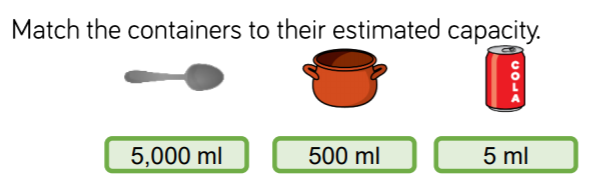 Match the containers to their estimated capacity.
COLA
5,000 ml 500 ml 5 ml